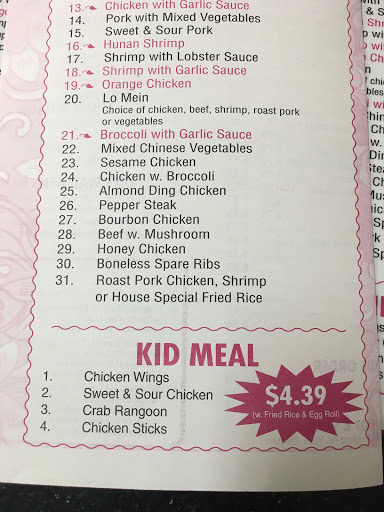 13. Chicken with Garlic Sauce
14. Pork with Mixed Vegetables
15. Sweet & Sour Pork
16. Hunan Shrimp
17. Shrimp with Lobster Sauce
18. Shrimp with Garlic Sauce
19. Orange Chicken
20. Lo Mein
Choice of chicken, beef, shrimp, roast pork
or vegetables
21. Broccoli with Garlic Sauce
22. Mixed Chinese Vegetables
23. Sesame Chicken
24. Chicken w. Broccoli
25. Almond Ding Chicken
26. Pepper Steak
27. Bourbon Chicken
28. Beef w. Mushroom
29. Honey Chicken
30. Boneless Spare Ribs
31. Roast Pork Chicken, Shrimp
or House Special Fried Rice
KID MEAL
1. Chicken Wings
2. Sweet & Sour Chicken
3. Crab Rangoon
4. Chicken Sticks
$4.39
(w. Fried Rice & Egg Roll)